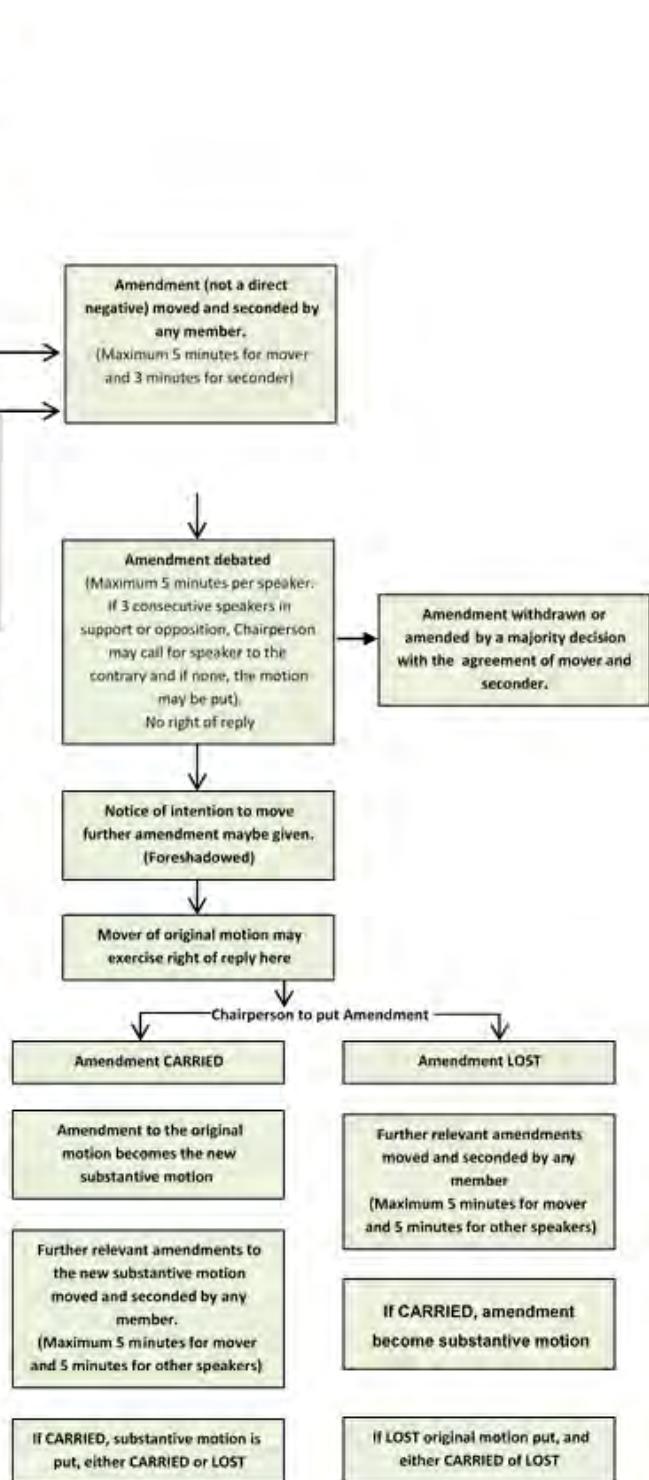 Amendment (not a direct
negative) moved and seconded by
any member.
(Maximum 5 minutes for mover
and 3 minutes for seconder)
Amendment debated
(Maximum 5 minutes per speaker.
If 3 consecutive speakers in
support or opposition, Chairperson
may call for speaker to the
contrary and if none, the motion
may be put).
No right of reply
Amendment withdrawn or
amended by a majority decision
with the agreement of mover and
seconder.
Notice of intention to move
further amendment maybe given.
(Foreshadowed)
Mover of original motion may
exercise right of reply here
Chairperson to put Amendment
Amendment CARRIED
Amendment to the original
motion becomes the new
substantive motion
Further relevant amendments to
the new substantive motion
moved and seconded by any
member.
(Maximum 5 minutes for mover
and 5 minutes for other speakers)
If CARRIED, substantive motion is
put, either CARRIED or LOST
Amendment LOST
Further relevant amendments
moved and seconded by any
member
(Maximum 5 minutes for mover
and 5 minutes for other speakers)
If CARRIED, amendment
become substantive motion
If LOST original motion put, and
either CARRIED of LOST